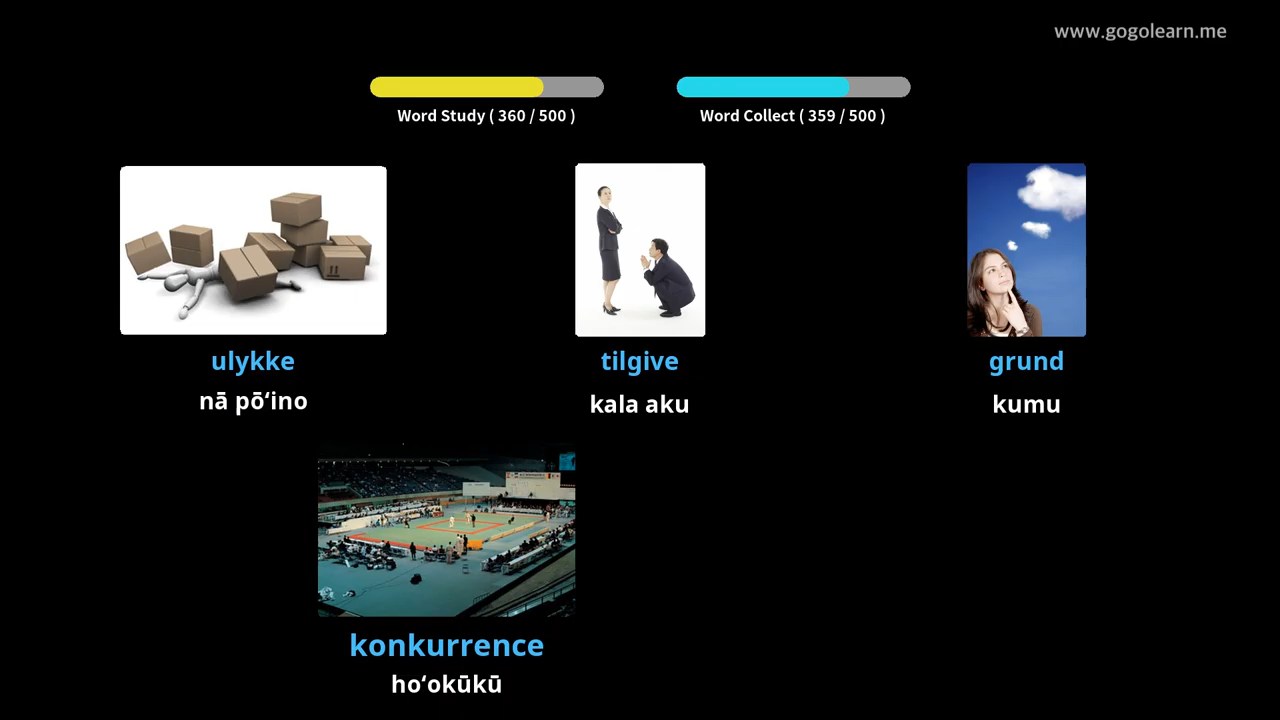 www.gogolearn.me
Word Study ( 360 / 500 )
Word Collect ( 359 / 500 )
ulykke
tilgive
grund
nā pōʻino
kala aku
kumu
konkurrence
hoʻokūkū